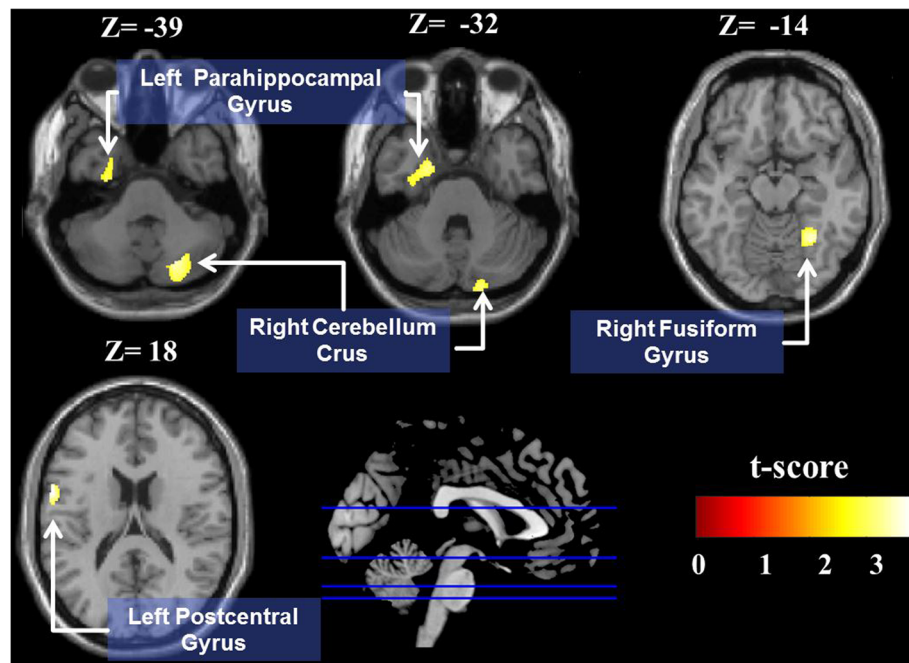 Z= -39
Z= -32
Z= -14
Left Parahippocampal
Gyrus
Right Cerebellum
Crus
Right Fusiform
Gyrus
Z= 18
t-score
0 1 2 3
Left Postcentral
Gyrus